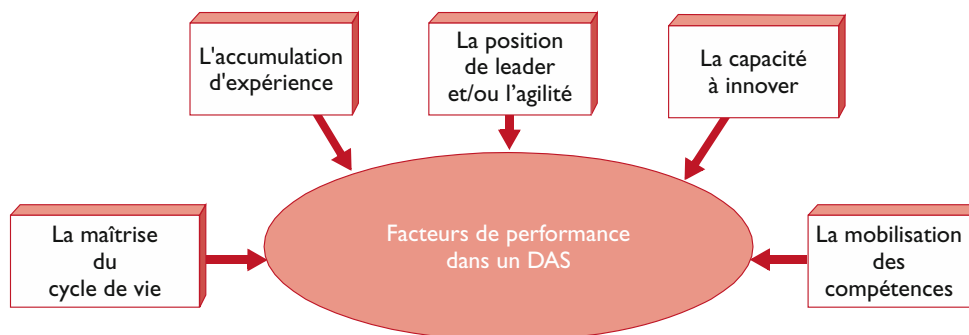 L'accumulation
d'expérience
La position
de leader
et/ou l'agilité
La capacité
à innover
La maîtrise
du
cycle de vie
Facteurs de performance
dans un DAS
La mobilisation
des
compétences